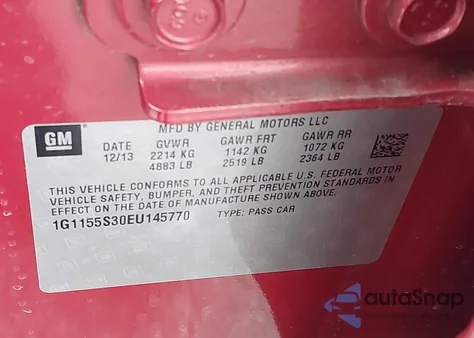 MFD BY GENERAL MOTORS LLC
GM
DATE GVWR GAWR FRT GAWR RR
12/13 2214 KG 1142 KG 1072 KG
4883 LB 2519 LB 2364 LB
THIS VEHICLE CONFORMS TO ALL APPLICABLE U.S. FEDERAL MOTOR
VEHICLE SAFETY, BUMPER, AND THEFT PREVENTION STANDARDS IN
EFFECT ON THE DATE OF MANUFACTURE SHOWN ABOVE.
1G1155S30EU145770 TYPE: PASS CAR
autoSnap